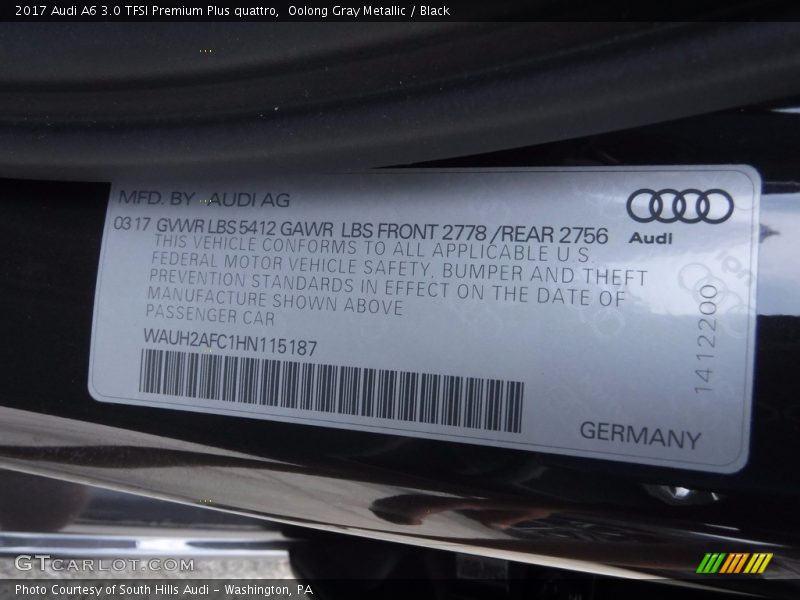 2017 Audi A6 3.0 TFSI Premium Plus quattro,  Oolong Gray Metallic / Black
MFD. BY AUDI AG
Audi
03 17 GVWR LBS 5412 GAWR LBS FRONT 2778 /REAR 2756
THIS VEHICLE CONFORMS TO ALL APPLICABLE U.S.
FEDERAL MOTOR VEHICLE SAFETY, BUMPER AND THEFT
PREVENTION STANDARDS IN EFFECT ON THE DATE OF
MANUFACTURE SHOWN ABOVE
PASSENGER CAR
WAUH2AFC1HN115187
1412200
GERMANY
GTCARLOT.COM
Photo Courtesy of South Hills Audi - Washington, PA